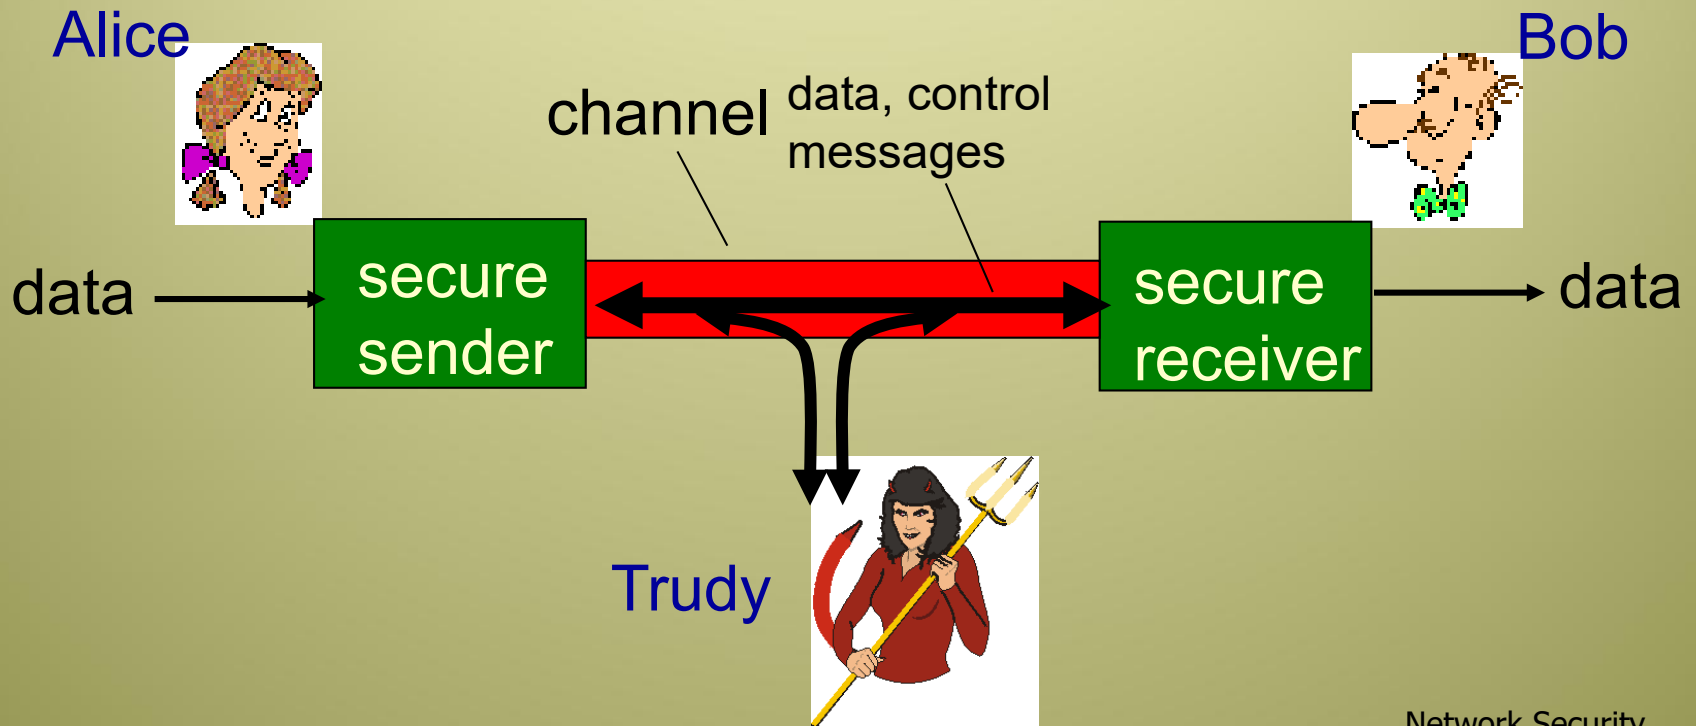 Alice
Bob
channel
data, control
messages
data
secure
sender
secure
receiver
data
Trudy
Network Security